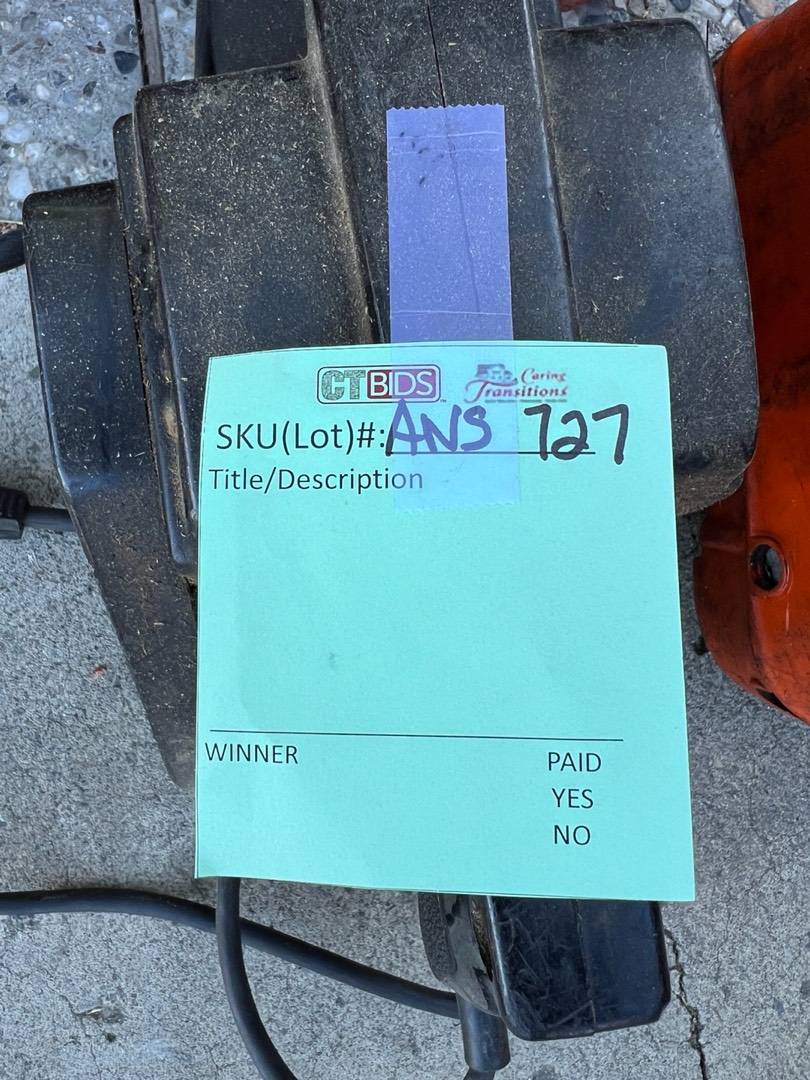 CTBIDS
Caring Transitions
SKU(Lot)#: ANS 727
Title/Description
WINNER
PAID
YES
NO